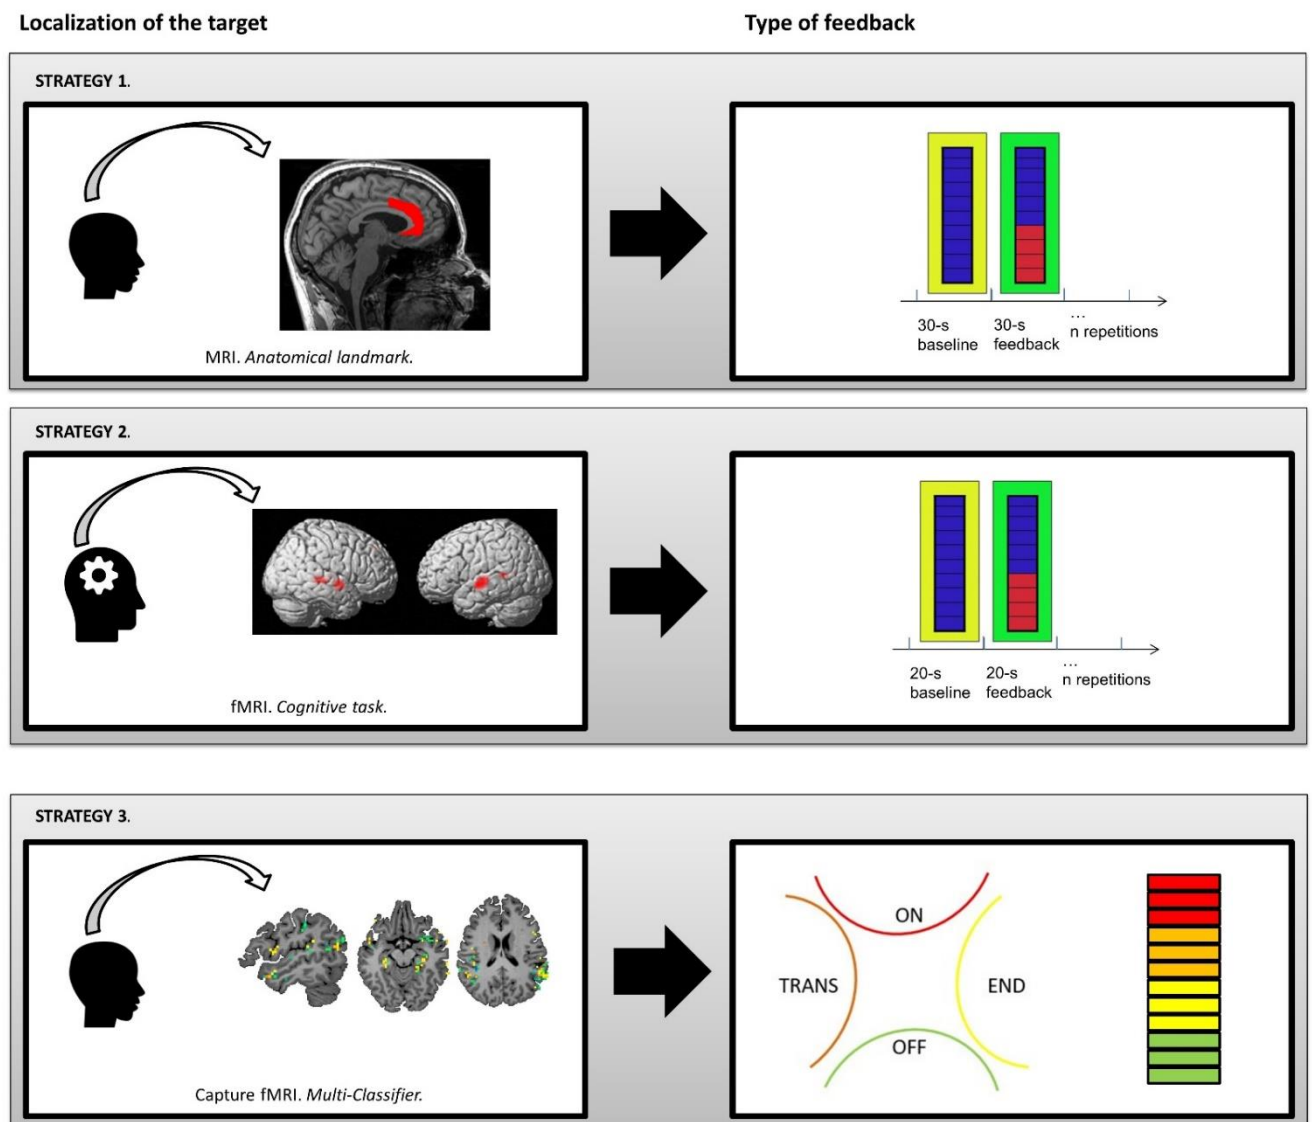 Localization of the target
Type of feedback
STRATEGY 1.
MRI. Anatomical landmark.
30-s
baseline
30-s
feedback
...
n repetitions
STRATEGY 2.
fMRI. Cognitive task.
20-s
baseline
20-s
feedback
...
n repetitions
STRATEGY 3.
Capture fMRI. Multi-Classifier.
ON
TRANS
END
OFF